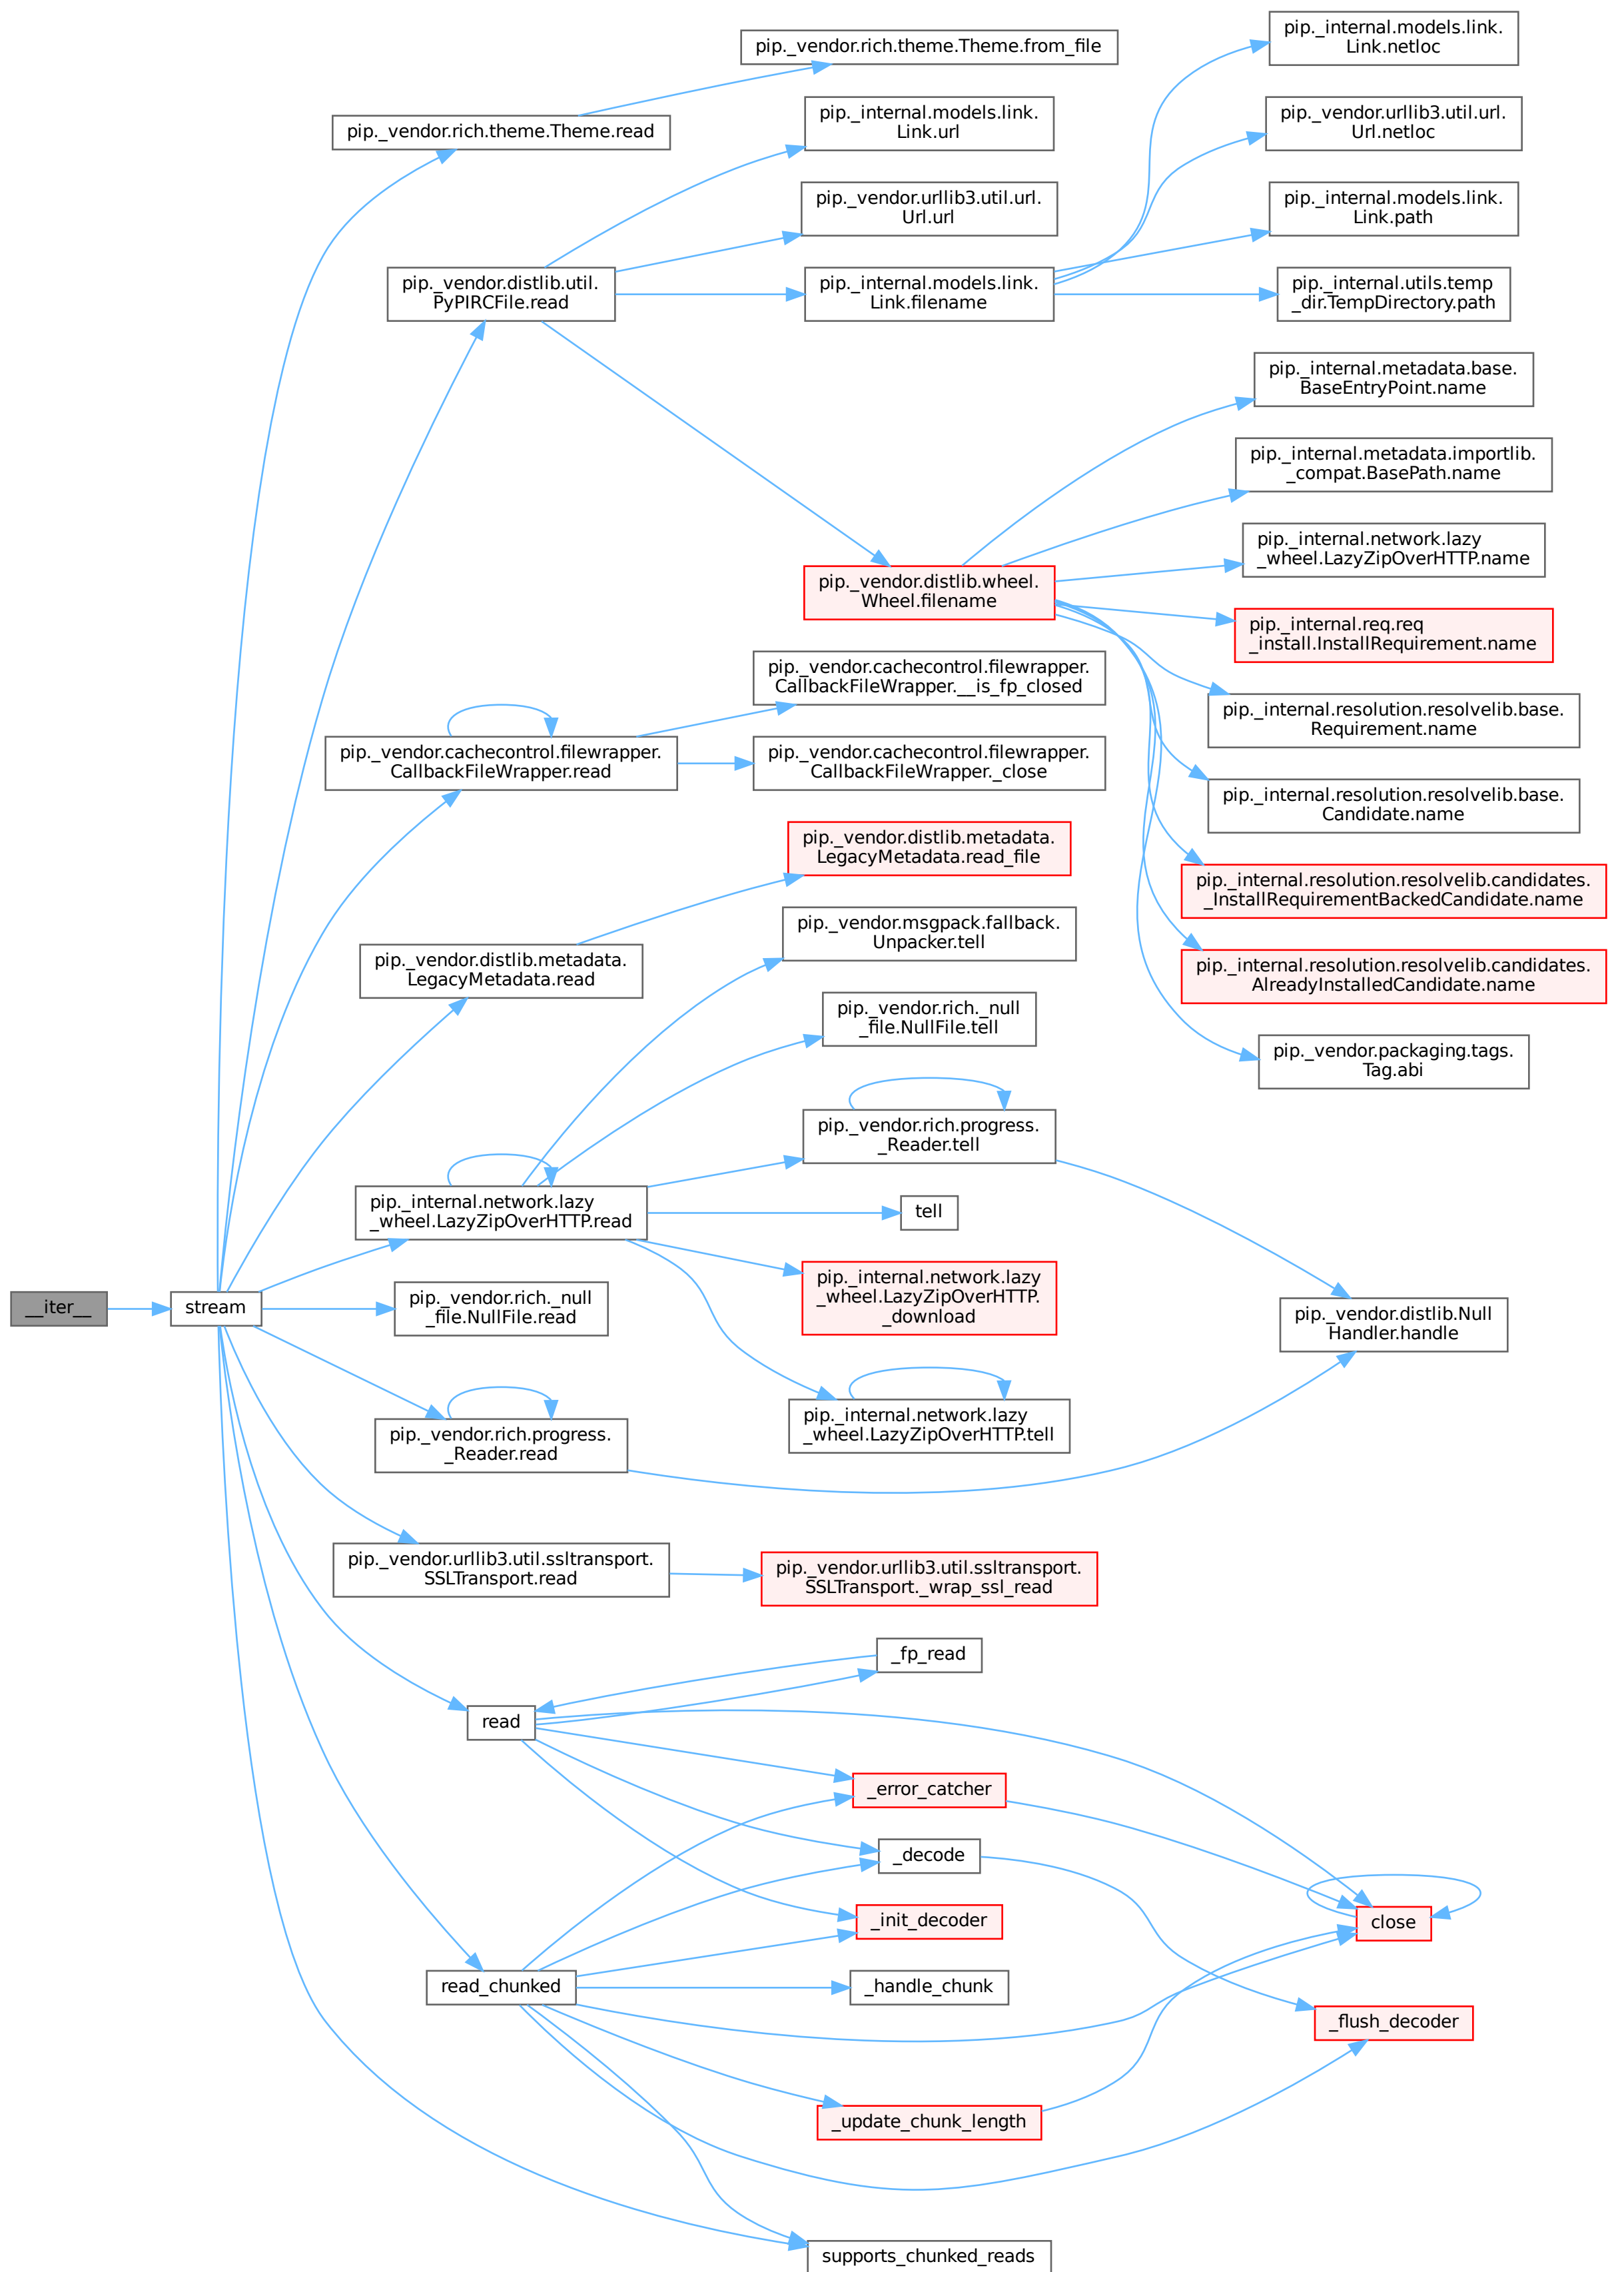 __iter__
stream
pip._vendor.rich.theme.Theme.read
pip._vendor.rich.theme.Theme.from_file
pip._vendor.distlib.util.
PyPIRCFile.read
pip._internal.models.link.
Link.url
pip._vendor.urllib3.util.url.
Url.url
pip._internal.models.link.
Link.filename
pip._internal.models.link.
Link.netloc
pip._vendor.urllib3.util.url.
Url.netloc
pip._internal.models.link.
Link.path
pip._internal.utils.temp
_dir.TempDirectory.path
pip._vendor.distlib.wheel.
Wheel.filename
pip._internal.metadata.base.
BaseEntryPoint.name
pip._internal.metadata.importlib.
_compat.BasePath.name
pip._internal.network.lazy
_wheel.LazyZipOverHTTP.name
pip._internal.req.req
_install.InstallRequirement.name
pip._internal.resolution.resolvelib.base.
Requirement.name
pip._internal.resolution.resolvelib.base.
Candidate.name
pip._internal.resolution.resolvelib.candidates.
_InstallRequirementBackedCandidate.name
pip._internal.resolution.resolvelib.candidates.
AlreadyInstalledCandidate.name
pip._vendor.packaging.tags.
Tag.abi
pip._vendor.cachecontrol.filewrapper.
CallbackFileWrapper.read
pip._vendor.cachecontrol.filewrapper.
CallbackFileWrapper.__is_fp_closed
pip._vendor.cachecontrol.filewrapper.
CallbackFileWrapper._close
pip._vendor.distlib.metadata.
LegacyMetadata.read
pip._vendor.distlib.metadata.
LegacyMetadata.read_file
pip._internal.network.lazy
_wheel.LazyZipOverHTTP.read
pip._vendor.msgpack.fallback.
Unpacker.tell
pip._vendor.rich._null
_file.NullFile.tell
pip._vendor.rich.progress.
_Reader.tell
tell
pip._internal.network.lazy
_wheel.LazyZipOverHTTP.
_download
pip._internal.network.lazy
_wheel.LazyZipOverHTTP.tell
pip._vendor.distlib.Null
Handler.handle
pip._vendor.rich._null
_file.NullFile.read
pip._vendor.rich.progress.
_Reader.read
pip._vendor.urllib3.util.ssltransport.
SSLTransport.read
pip._vendor.urllib3.util.ssltransport.
SSLTransport._wrap_ssl_read
read
_fp_read
_error_catcher
_decode
_init_decoder
close
read_chunked
_handle_chunk
_flush_decoder
_update_chunk_length
supports_chunked_reads